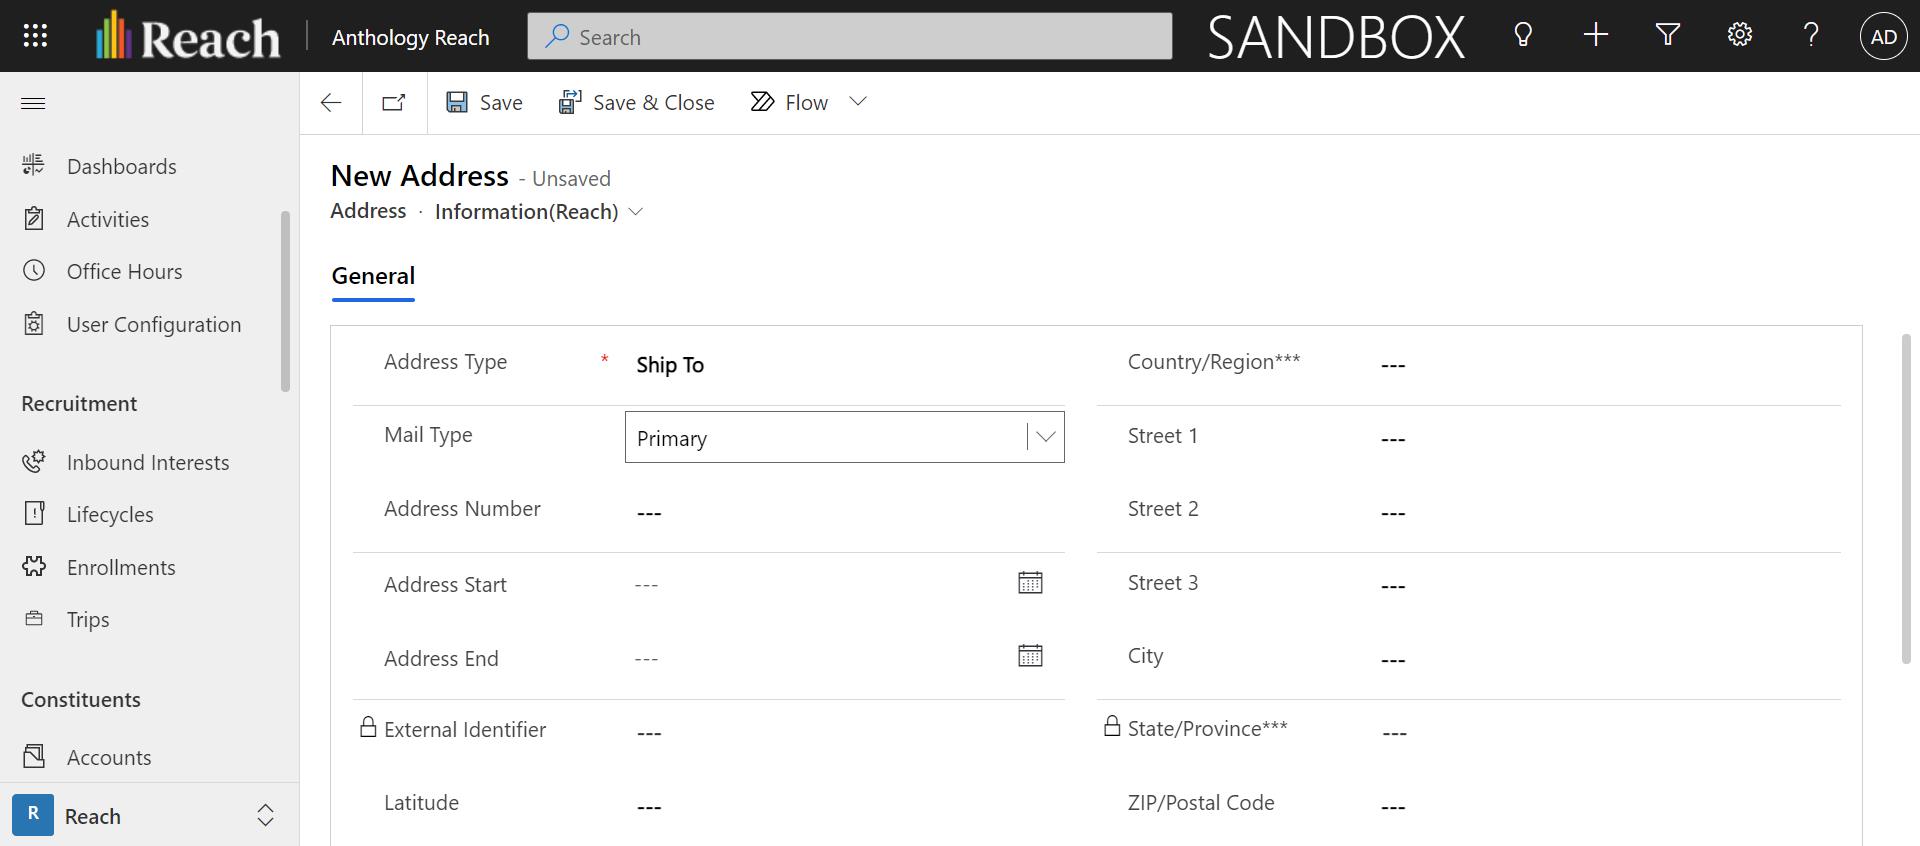 Reach
Anthology Reach
Search
SANDBOX
AD
Save
Save & Close
Flow
Dashboards
Activities
Office Hours
User Configuration
Recruitment
Inbound Interests
Lifecycles
Enrollments
Trips
Constituents
Accounts
R
Reach
New Address - Unsaved
Address · Information(Reach)
General
Address Type * Ship To
Mail Type Primary
Address Number ---
Address Start ---
Address End ---
External Identifier ---
Latitude ---
Country/Region*** ---
Street 1 ---
Street 2 ---
Street 3 ---
City ---
State/Province*** ---
ZIP/Postal Code ---